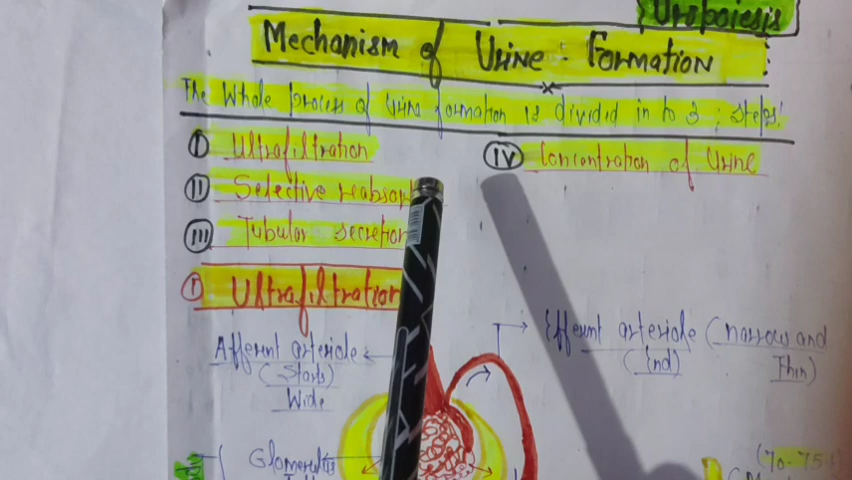 Uropoiesis
Mechanism of Urine : Formation
The Whole process of Urine formation is divided in to 3 : steps!
I Ultrafiltration
IV Concentration of Urine
II Selective reabsor
III Tubular secretion
I Ultrafiltration
Afferent arteriole
(Starts)
Wide
Efferent arteriole (narrow and
(End) Thin)
Glomerulus
(70-75